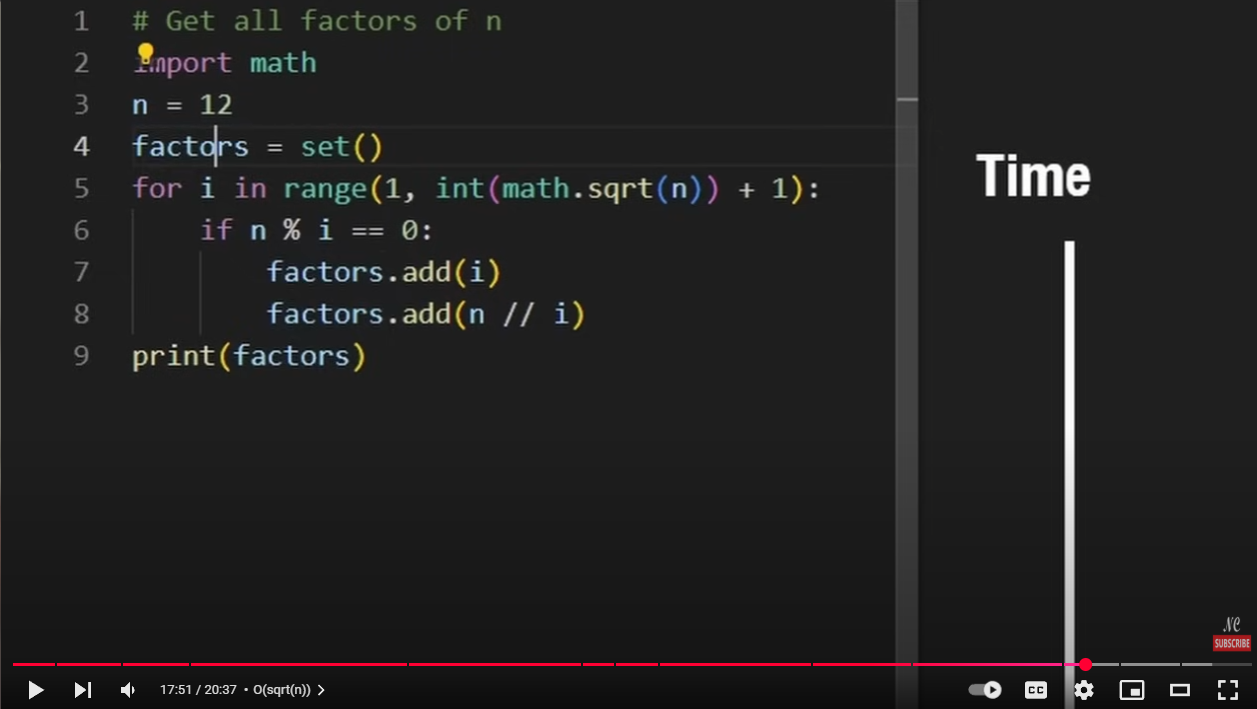 1 # Get all factors of n
2 import math
3 n = 12
4 factors = set()
5 for i in range(1, int(math.sqrt(n)) + 1):
6     if n % i == 0:
7         factors.add(i)
8         factors.add(n // i)
9 print(factors)
Time
NC
SUBSCRIBE
17:51 / 20:37 • O(sqrt(n)) >
CC